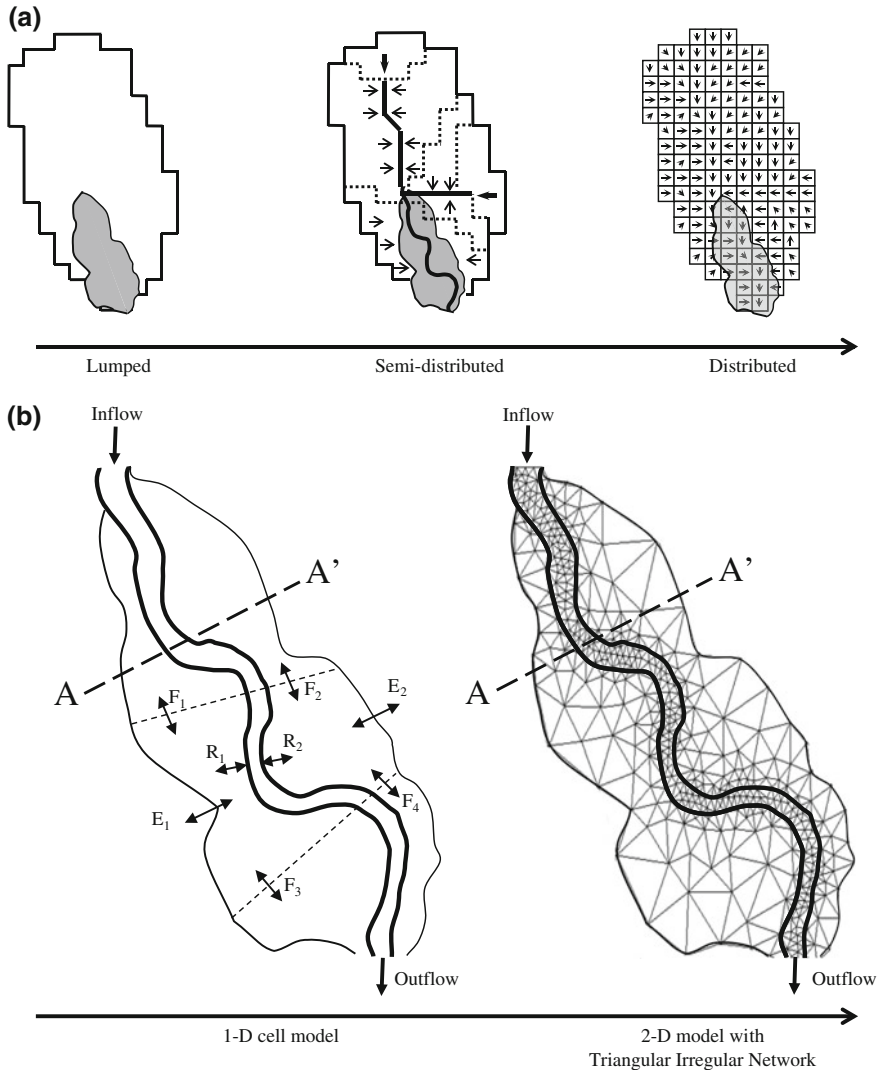 (a)
Lumped
Semi-distributed
Distributed
(b)
Inflow
Inflow
A'
A'
A
A
F1
F2
E2
R1
R2
E1
F4
F3
Outflow
Outflow
1-D cell model
2-D model with
Triangular Irregular Network